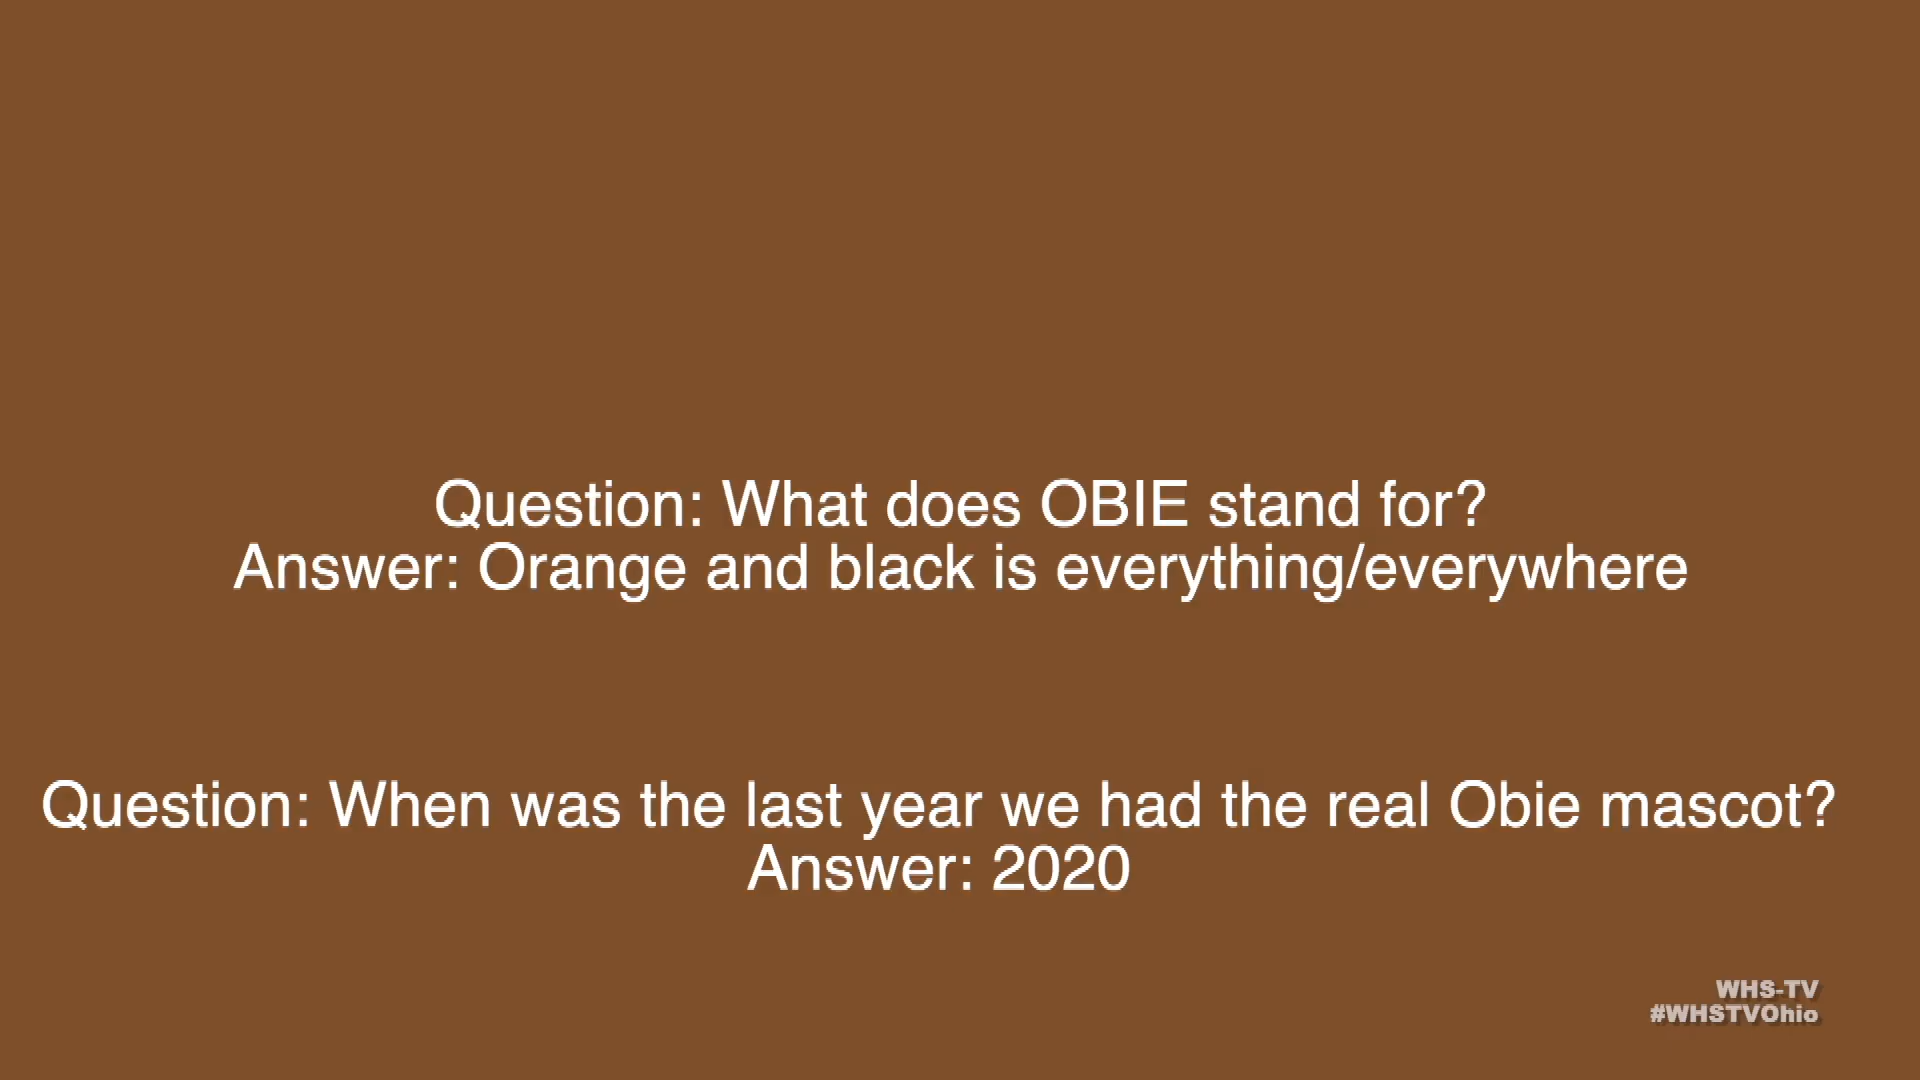 Question: What does OBIE stand for?
Answer: Orange and black is everything/everywhere
Question: When was the last year we had the real Obie mascot?
Answer: 2020
WHS-TV
#WHSTVOhio